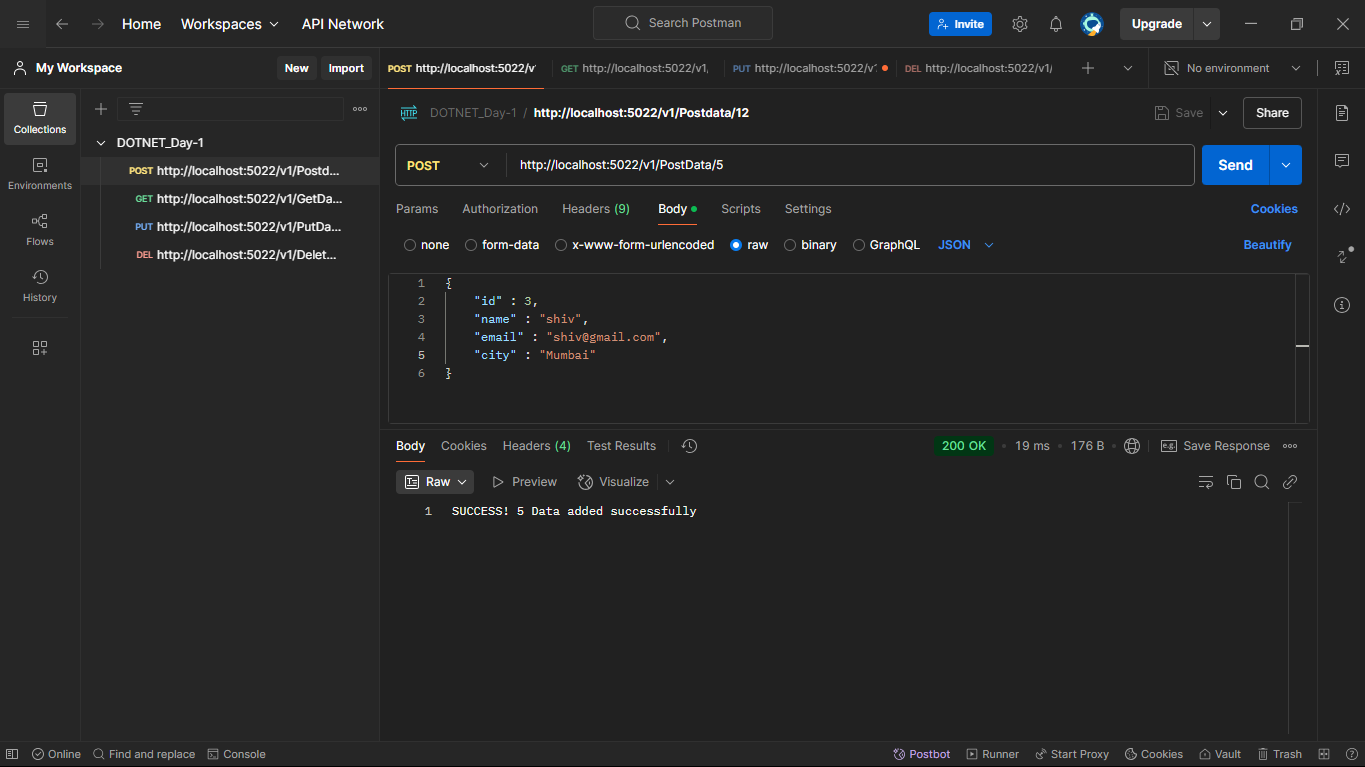 Home Workspaces API Network Search Postman Invite Upgrade
My Workspace New Import
POST http://localhost:5022/v GET http://localhost:5022/v1, PUT http://localhost:5022/v1 DEL http://localhost:5022/v1/ No environment
Collections
Environments
Flows
History
DOTNET_Day-1
POST http://localhost:5022/v1/Postd...
GET http://localhost:5022/v1/GetDa...
PUT http://localhost:5022/v1/PutDa...
DEL http://localhost:5022/v1/Delet...
HTTP DOTNET_Day-1 / http://localhost:5022/v1/Postdata/12 Save Share
POST http://localhost:5022/v1/PostData/5 Send
Params Authorization Headers (9) Body Scripts Settings Cookies
none form-data x-www-form-urlencoded raw binary GraphQL JSON Beautify
1 {
2 "id" : 3,
3 "name" : "shiv",
4 "email" : "shiv@gmail.com",
5 "city" : "Mumbai"
6 }
Body Cookies Headers (4) Test Results 200 OK • 19 ms • 176 B • e.g. Save Response
Raw Preview Visualize
1 SUCCESS! 5 Data added successfully
Online Find and replace Console Postbot Runner Start Proxy Cookies Vault Trash